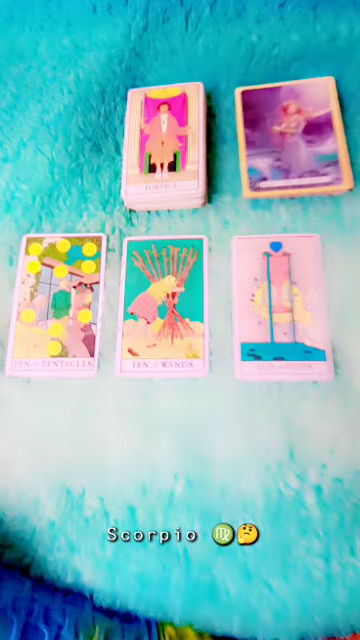 JUSTICE
TEN of PENTACLES
TEN of WANDS
Scorpio ♍🤔